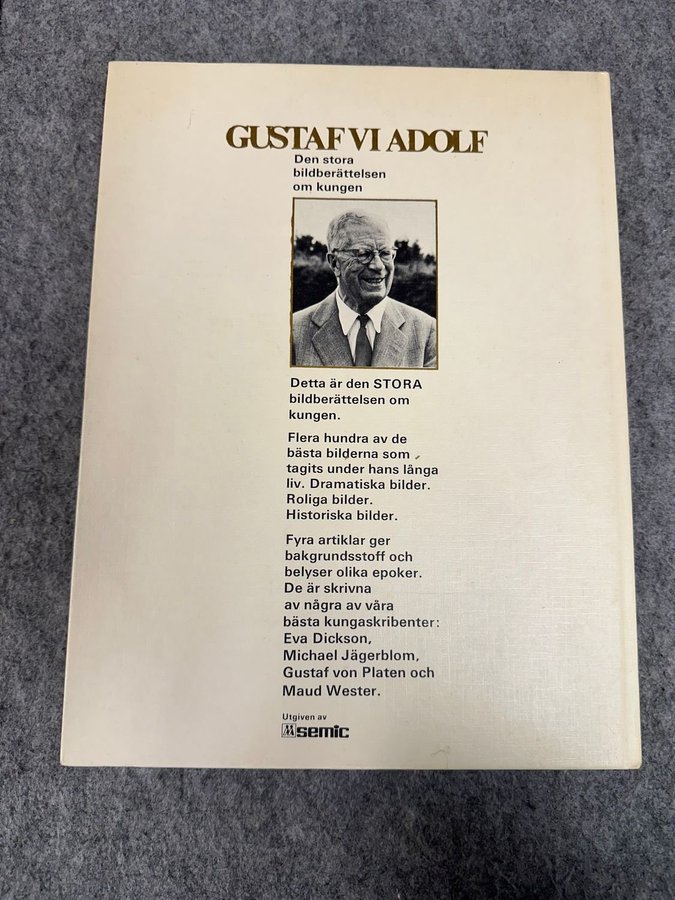 GUSTAF VI ADOLF
Den stora
bildberättelsen
om kungen
Detta är den STORA
bildberättelsen om
kungen.
Flera hundra av de
bästa bilderna som
tagits under hans långa
liv. Dramatiska bilder.
Roliga bilder.
Historiska bilder.
Fyra artiklar ger
bakgrundsstoff och
belyser olika epoker.
De är skrivna
av några av våra
bästa kungaskribenter:
Eva Dickson,
Michael Jägerblom,
Gustaf von Platen och
Maud Wester.
Utgiven av
semic